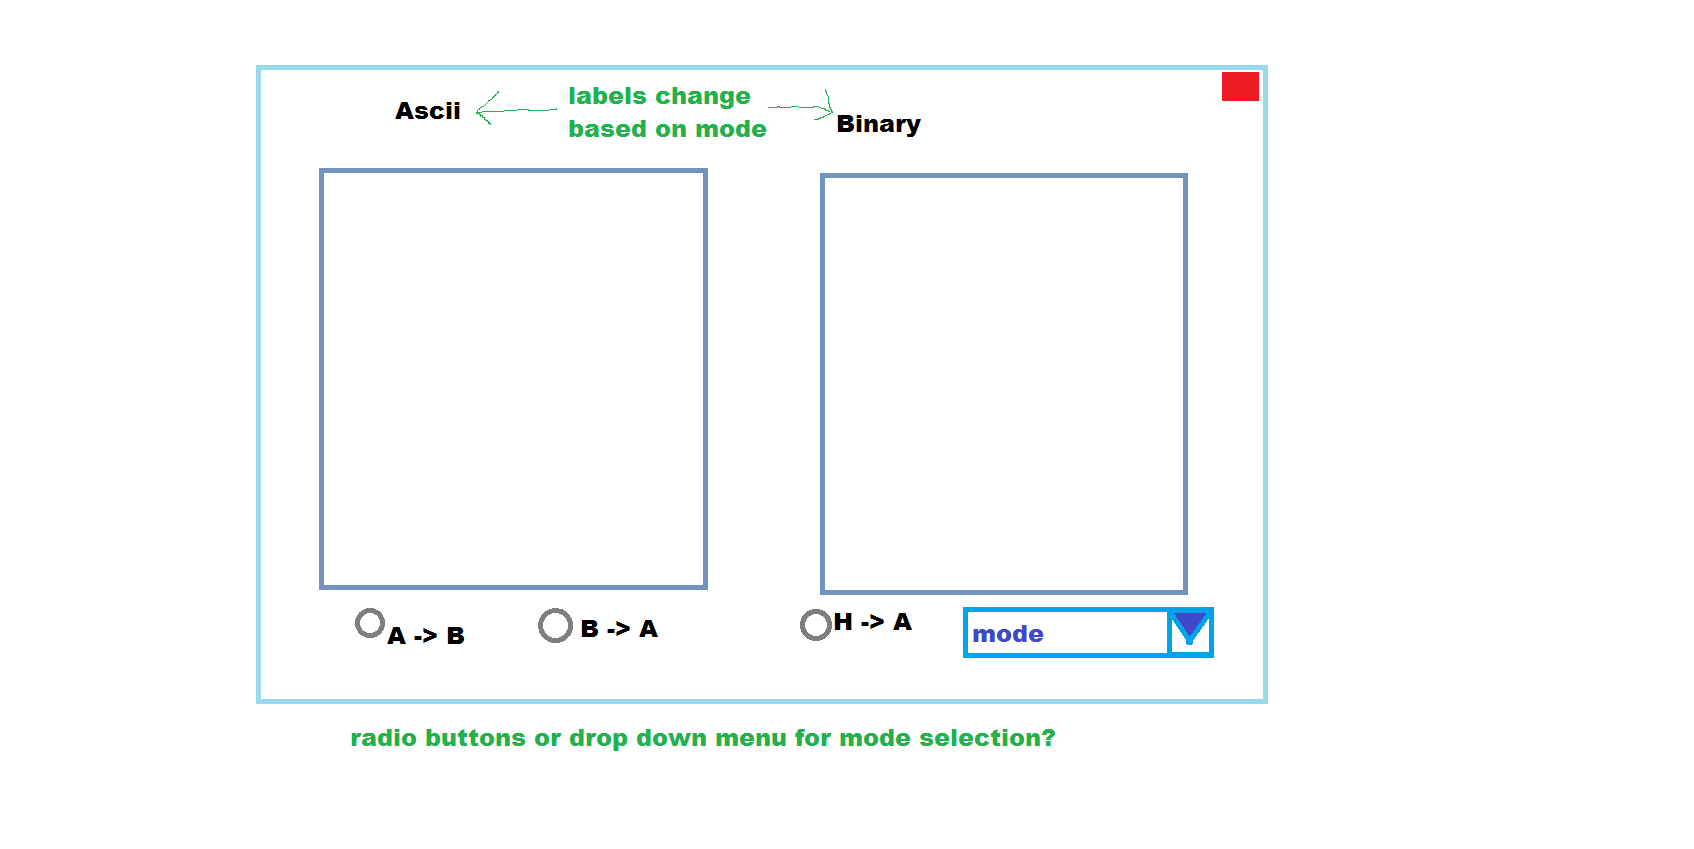 Ascii
labels change
based on mode
Binary
A -> B
B -> A
H -> A
mode
radio buttons or drop down menu for mode selection?